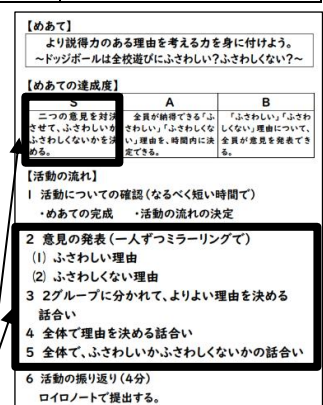 【めあて】
より説得力のある理由を考える力を身に付けよう。
～ドッジボールは全校遊びにふさわしい？ふさわしくない？～
【めあての達成度】
S
A
B
二つの意見を対決
させて、ふさわしいか
ふさわしくないかを決
める。
全員が納得できる「ふ
さわしい」「ふさわしくな
い」理由を、時間内に決
定できる。
「ふさわしい」「ふさわ
しくない」理由について、
全員が意見を発表でき
る。
【活動の流れ】
1 活動についての確認(なるべく短い時間で)
・めあての完成 ・活動の流れの決定
2 意見の発表(一人ずつミラーリングで)
(1) ふさわしい理由
(2) ふさわしくない理由
3 2グループに分かれて、よりよい理由を決める
話合い
4 全体で理由を決める話合い
5 全体で、ふさわしいかふさわしくないかの話合い
6 活動の振り返り(4分)
ロイロノートで提出する。